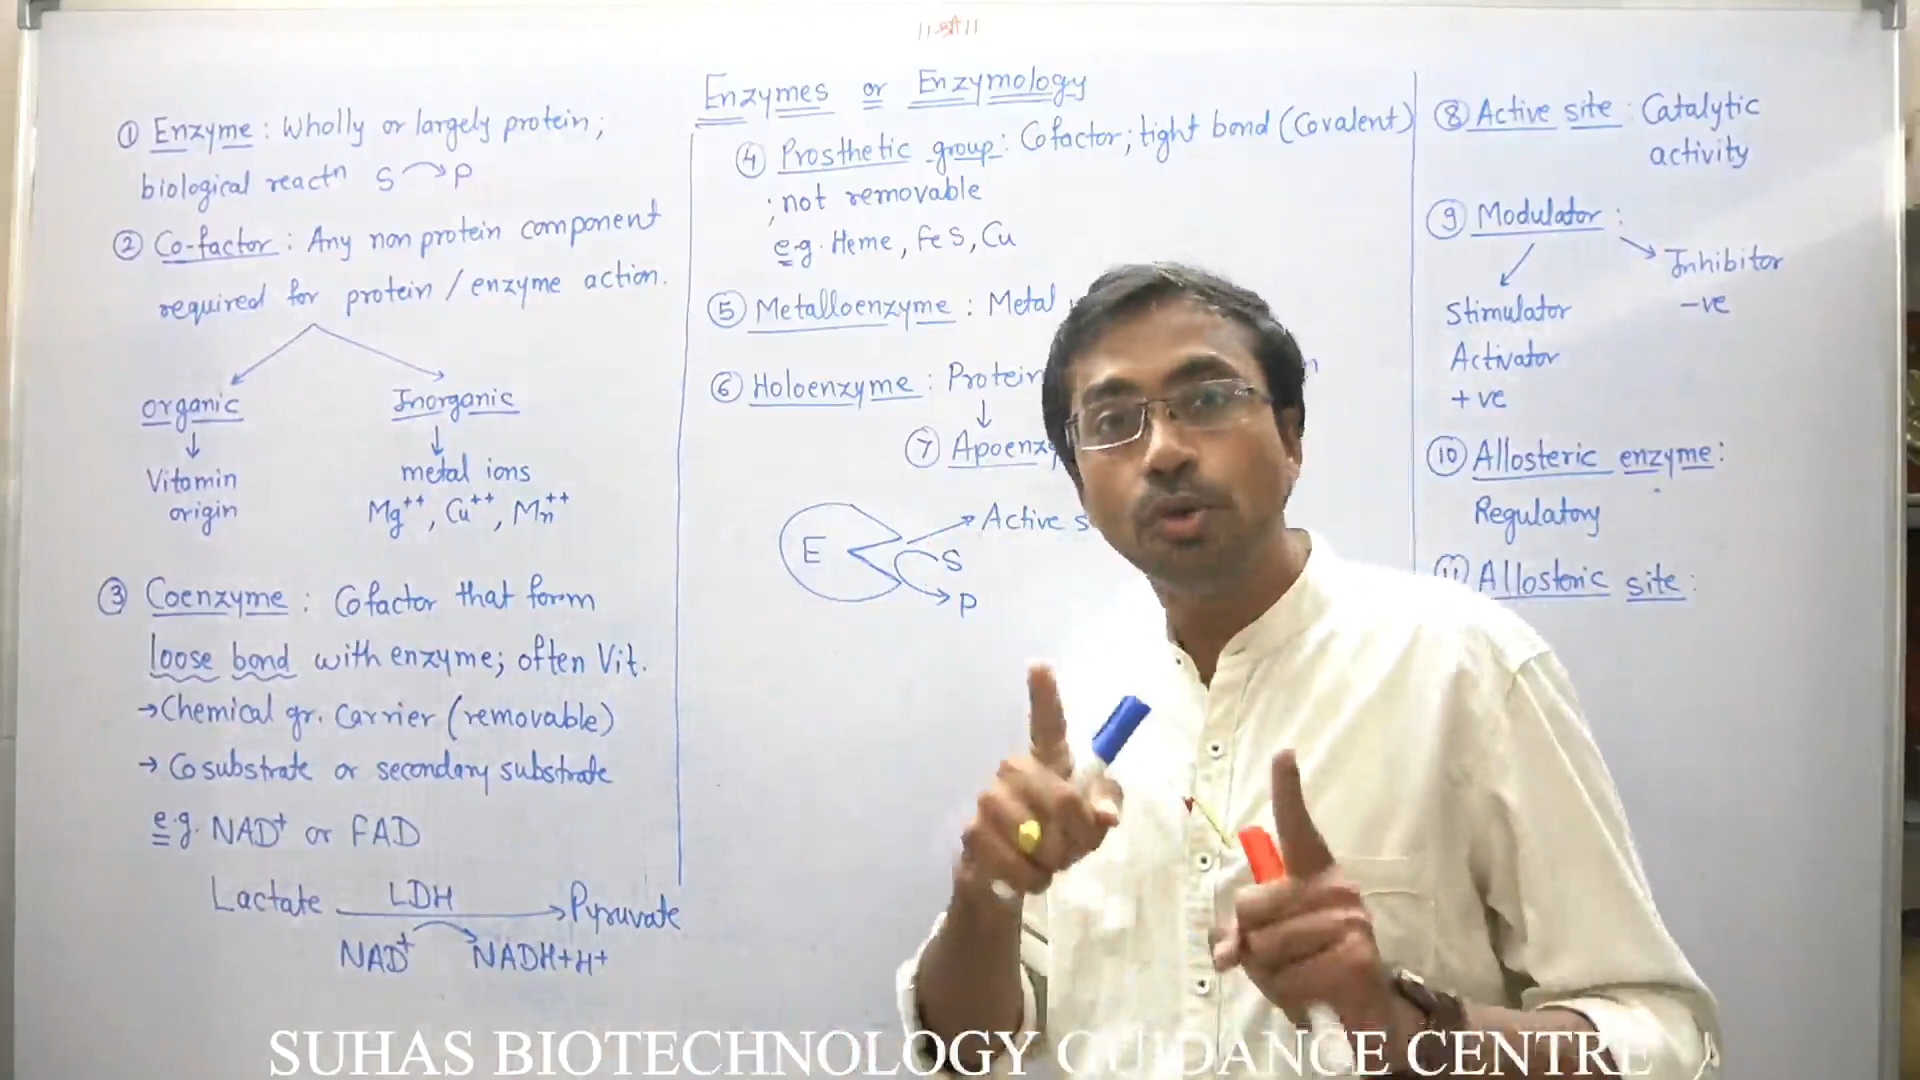 ॥श्री॥
Enzymes or Enzymology
① Enzyme : Wholly or largely protein ;
biological reactⁿ S → P
② Co-factor : Any non protein component
required for protein / enzyme action.
organic
↓
Vitamin
origin
Inorganic
↓
metal ions
Mg⁺⁺, Cu⁺⁺, Mn⁺⁺
③ Coenzyme : Cofactor that form
loose bond with enzyme; often Vit.
→ Chemical gr. Carrier (removable)
→ Cosubstrate or secondary substrate
e.g. NAD⁺ or FAD
Lactate LDH → Pyruvate
NAD⁺ NADH+H⁺
④ Prosthetic group : Cofactor ; tight bond (Covalent)
; not removable
e.g. Heme, FeS, Cu
⑤ Metalloenzyme : Metal
⑥ Holoenzyme : Protein
↓
⑦
E → Active
S
P
⑧ Active site : Catalytic
activity
⑨ Modulator :
Stimulator
Activator
+ve
Inhibitor
-ve
⑩ Allosteric enzyme :
Regulatory
⑪ Allosteric site :
SUHAS BIOTECHNOLOGY GUIDANCE CENTRE